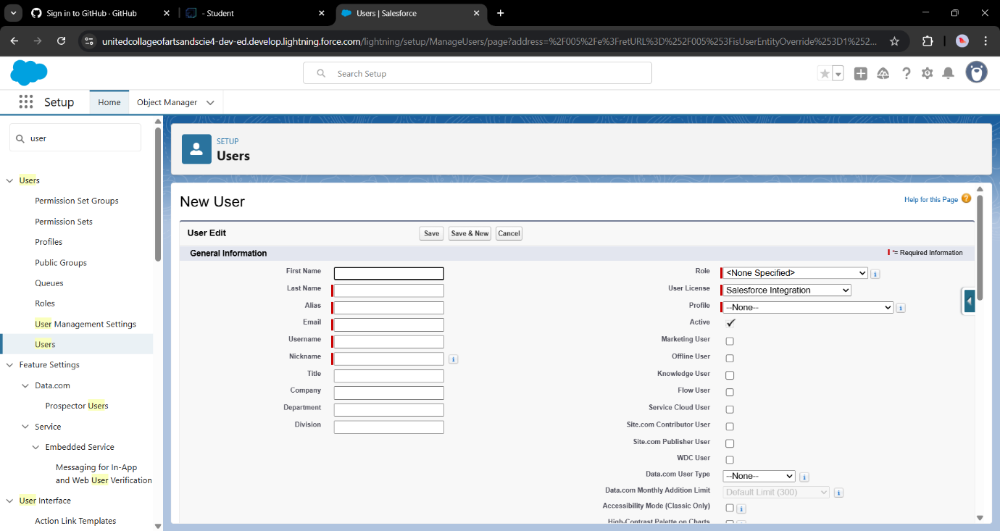 Sign in to GitHub · GitHub
- Student
Users | Salesforce
unitedcollageofartsandscie4-dev-ed.develop.lightning.force.com/lightning/setup/ManageUsers/page?address=%2F005%2Fe%3FretURL%3D%252F005%253FisUserEntityOverride%253D1%252...
Search Setup
Setup
Home
Object Manager
user
Users
Permission Set Groups
Permission Sets
Profiles
Public Groups
Queues
Roles
User Management Settings
Users
Feature Settings
Data.com
Prospector Users
Service
Embedded Service
Messaging for In-App
and Web User Verification
User Interface
Action Link Templates
SETUP
Users
New User
Help for this Page
User Edit
Save
Save & New
Cancel
General Information
= Required Information
First Name
Last Name
Alias
Email
Username
Nickname
Title
Company
Department
Division
Role
<None Specified>
User License
Salesforce Integration
Profile
--None--
Active
Marketing User
Offline User
Knowledge User
Flow User
Service Cloud User
Site.com Contributor User
Site.com Publisher User
WDC User
Data.com User Type
--None--
Data.com Monthly Addition Limit
Default Limit (300)
Accessibility Mode (Classic Only)
High-Contrast Palette on Charts